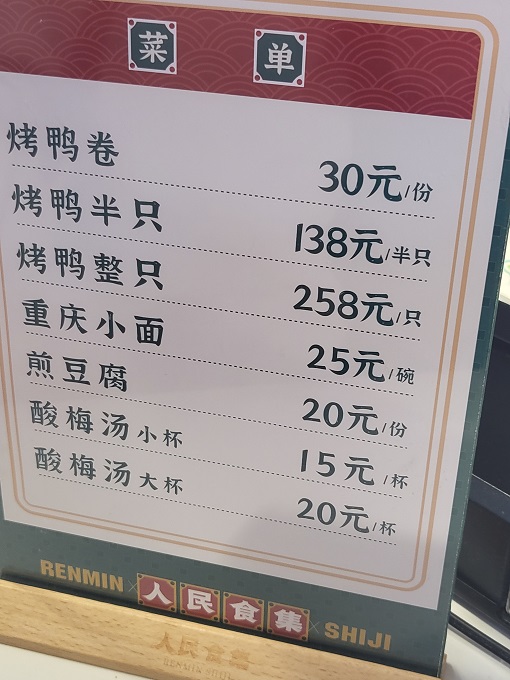 菜单
烤鸭卷 30元/份
烤鸭半只 138元/半只
烤鸭整只 258元/只
重庆小面 25元/碗
煎豆腐 20元/份
酸梅汤小杯 15元/杯
酸梅汤大杯 20元/杯
RENMIN 人民食集 SHIJI
人民食集
RENMIN SHIJI